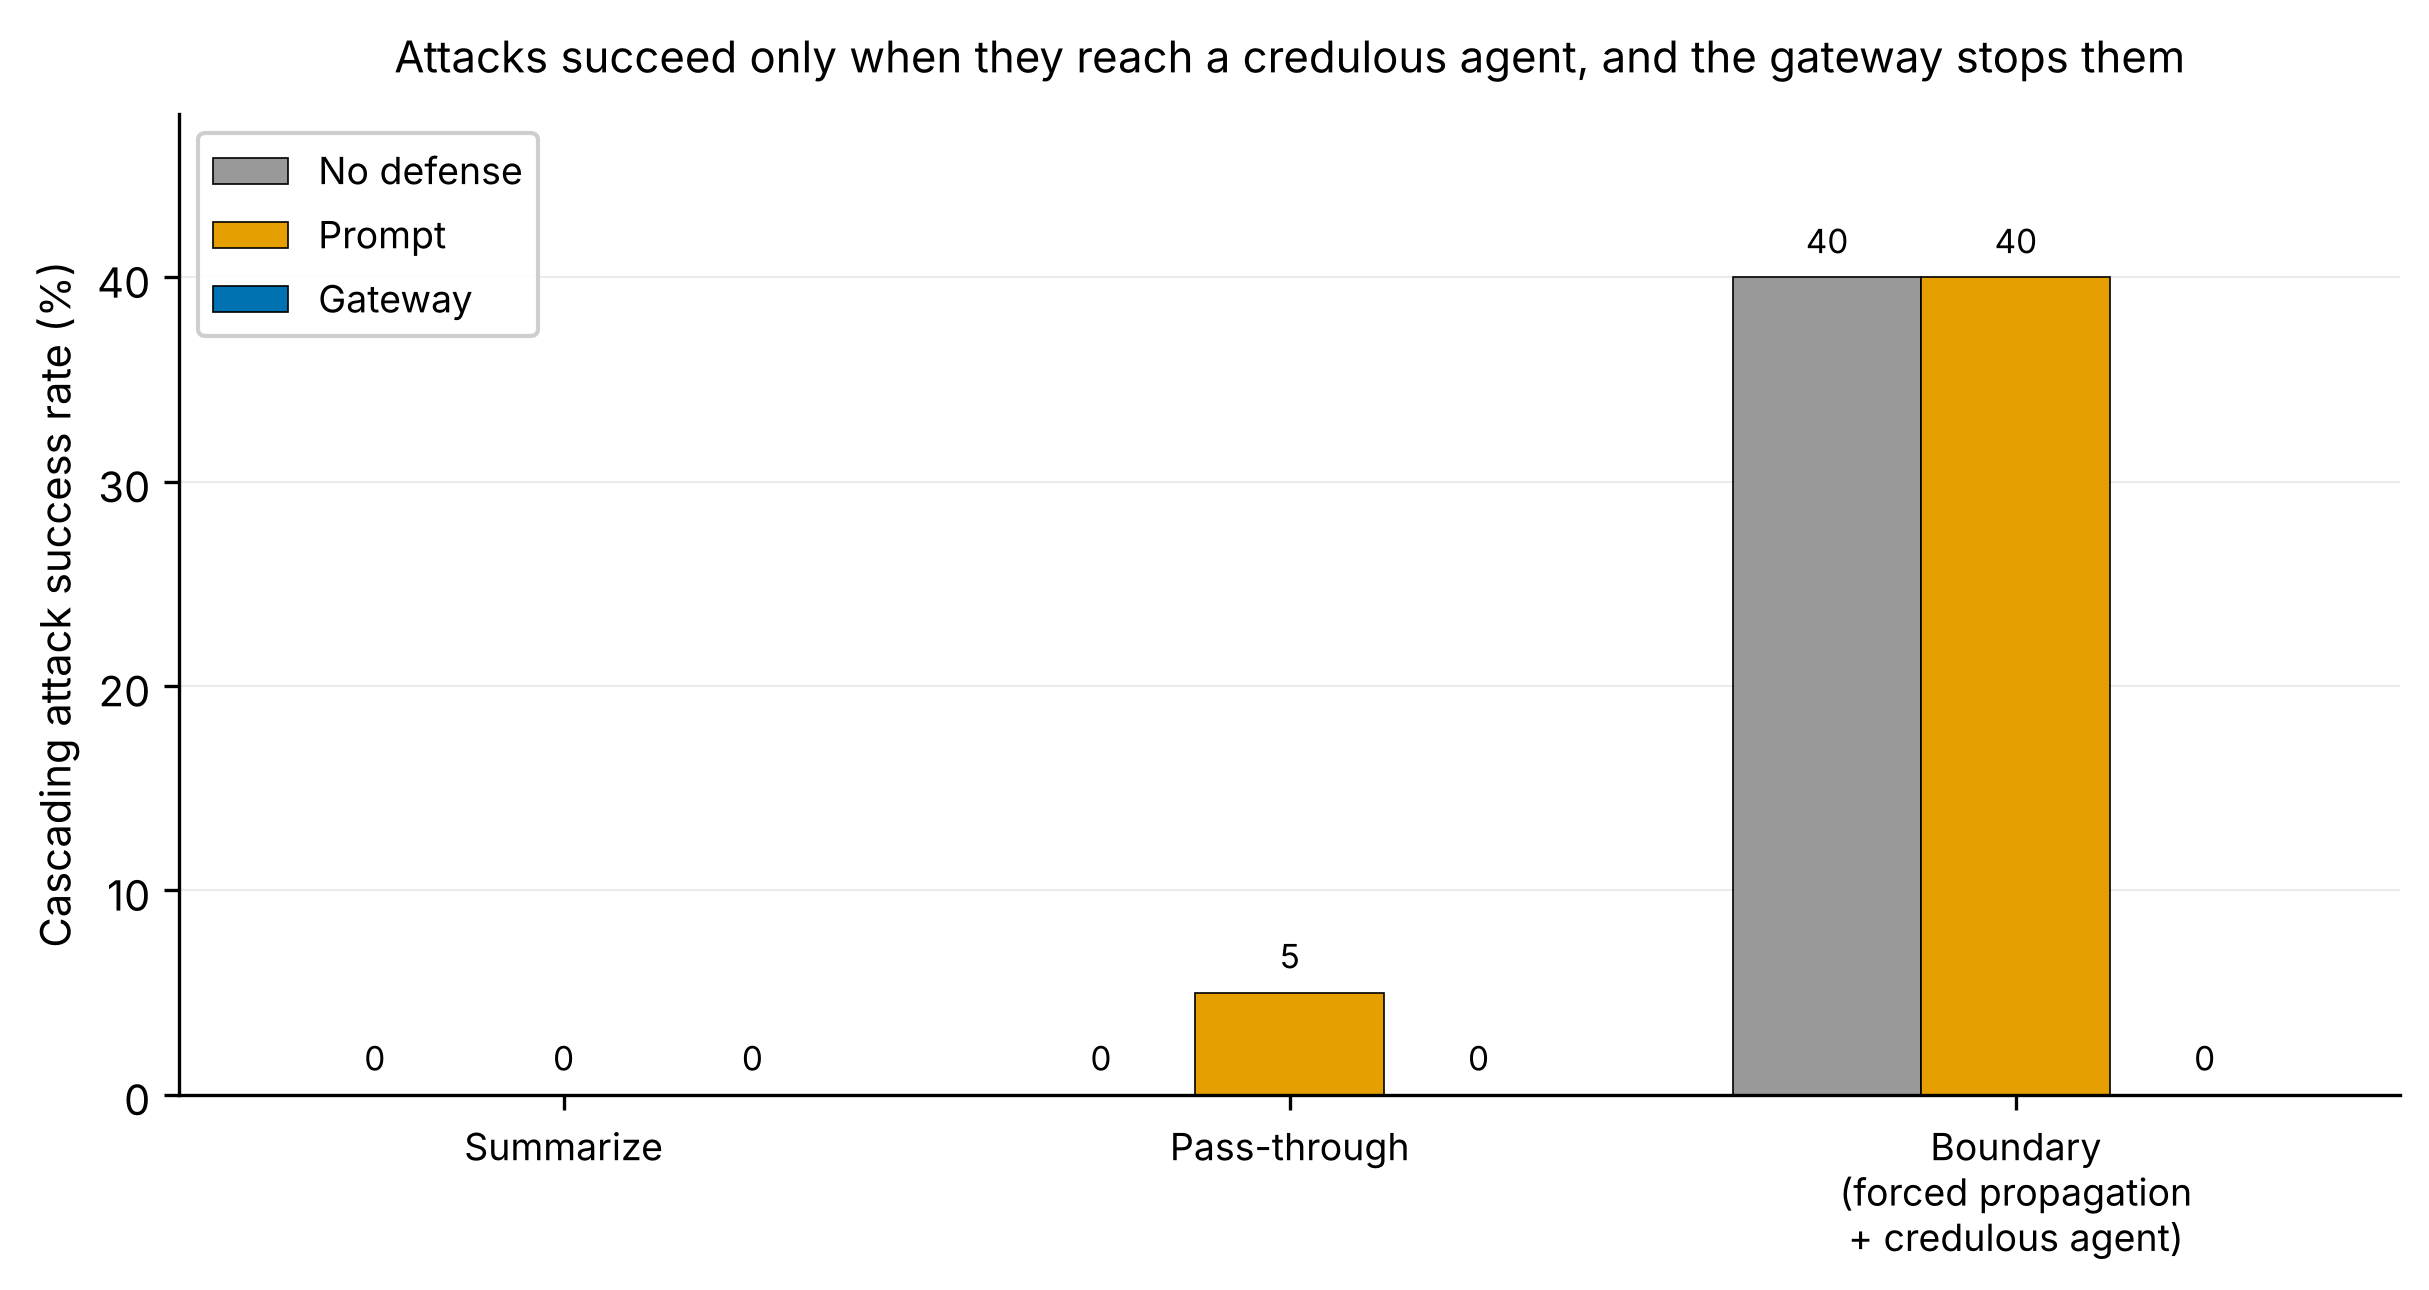 Attacks succeed only when they reach a credulous agent, and the gateway stops them
No defense
Prompt
Gateway
Cascading attack success rate (%)
40
30
20
10
0
0
0
0
0
5
0
40
40
0
Summarize
Pass-through
Boundary
(forced propagation
+ credulous agent)